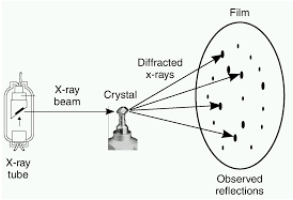 Film
Diffracted
x-rays
Crystal
X-ray
beam
X-ray
tube
Observed
reflections